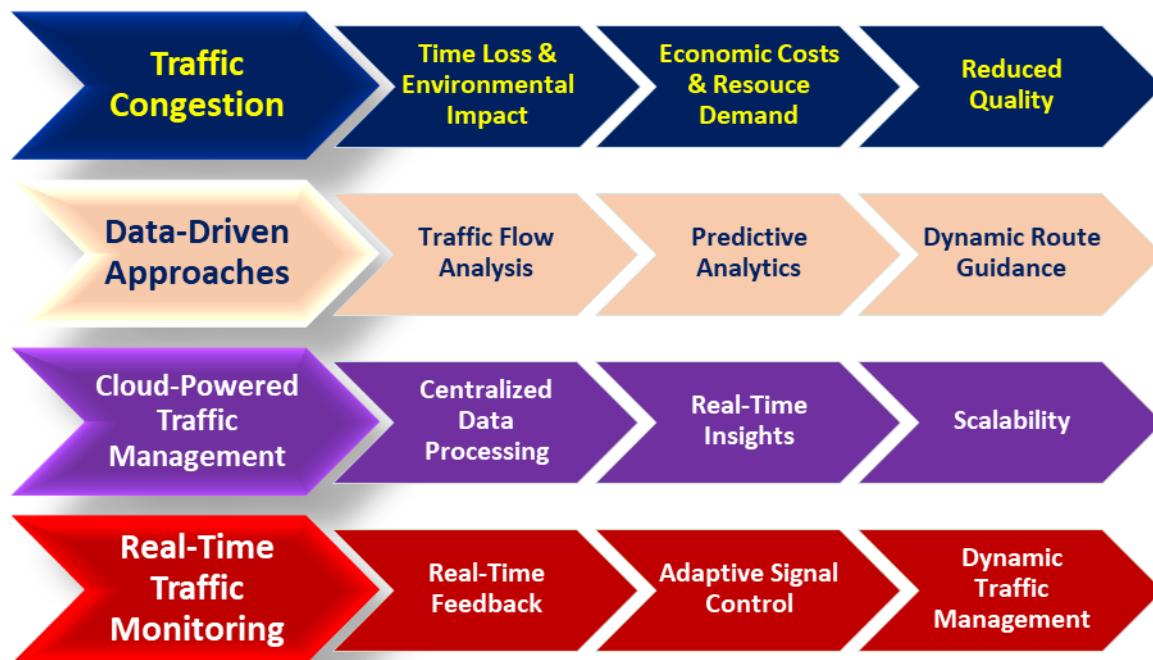 Traffic
Congestion
Time Loss &
Environmental
Impact
Economic Costs
& Resouce
Demand
Reduced
Quality
Data-Driven
Approaches
Traffic Flow
Analysis
Predictive
Analytics
Dynamic Route
Guidance
Cloud-Powered
Traffic
Management
Centralized
Data
Processing
Real-Time
Insights
Scalability
Real-Time
Traffic
Monitoring
Real-Time
Feedback
Adaptive Signal
Control
Dynamic
Traffic
Management